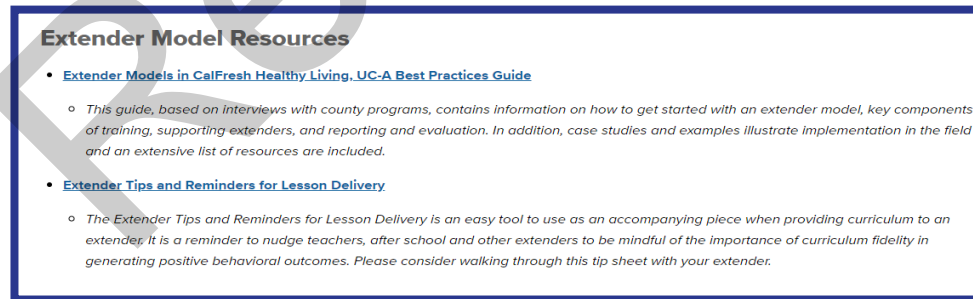 Extender Model Resources
• Extender Models in CalFresh Healthy Living, UC-A Best Practices Guide
○ This guide, based on interviews with county programs, contains information on how to get started with an extender model, key components
of training, supporting extenders, and reporting and evaluation. In addition, case studies and examples illustrate implementation in the field
and an extensive list of resources are included.
• Extender Tips and Reminders for Lesson Delivery
○ The Extender Tips and Reminders for Lesson Delivery is an easy tool to use as an accompanying piece when providing curriculum to an
extender. It is a reminder to nudge teachers, after school and other extenders to be mindful of the importance of curriculum fidelity in
generating positive behavioral outcomes. Please consider walking through this tip sheet with your extender.